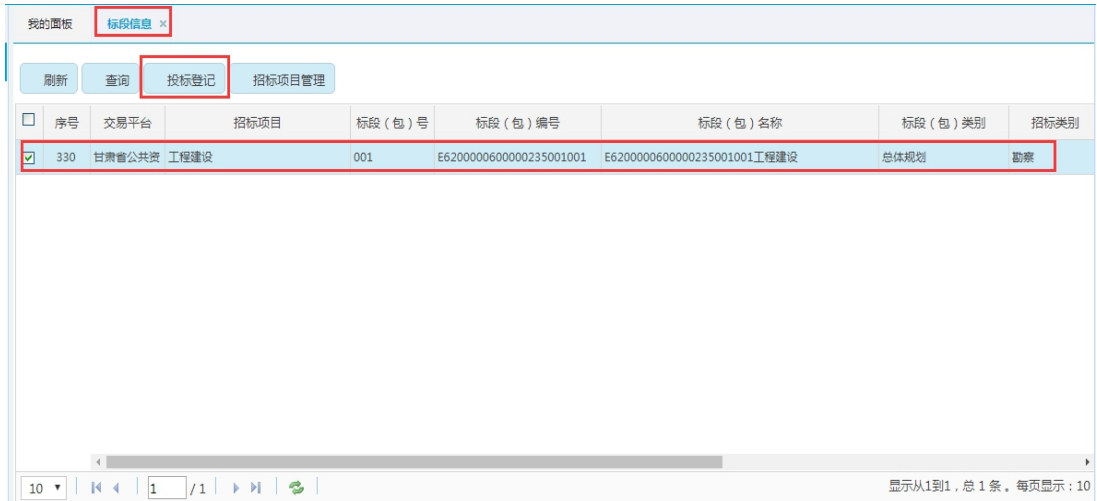 我的面板 标段信息 ×
刷新 查询 投标登记 招标项目管理
序号 交易平台 招标项目 标段（包）号 标段（包）编号 标段（包）名称 标段（包）类别 招标类别
330 甘肃省公共资 工程建设 001 E6200000600000235001001 E6200000600000235001001工程建设 总体规划 勘察
10 1 / 1 显示从1到1，总 1 条 。每页显示：10